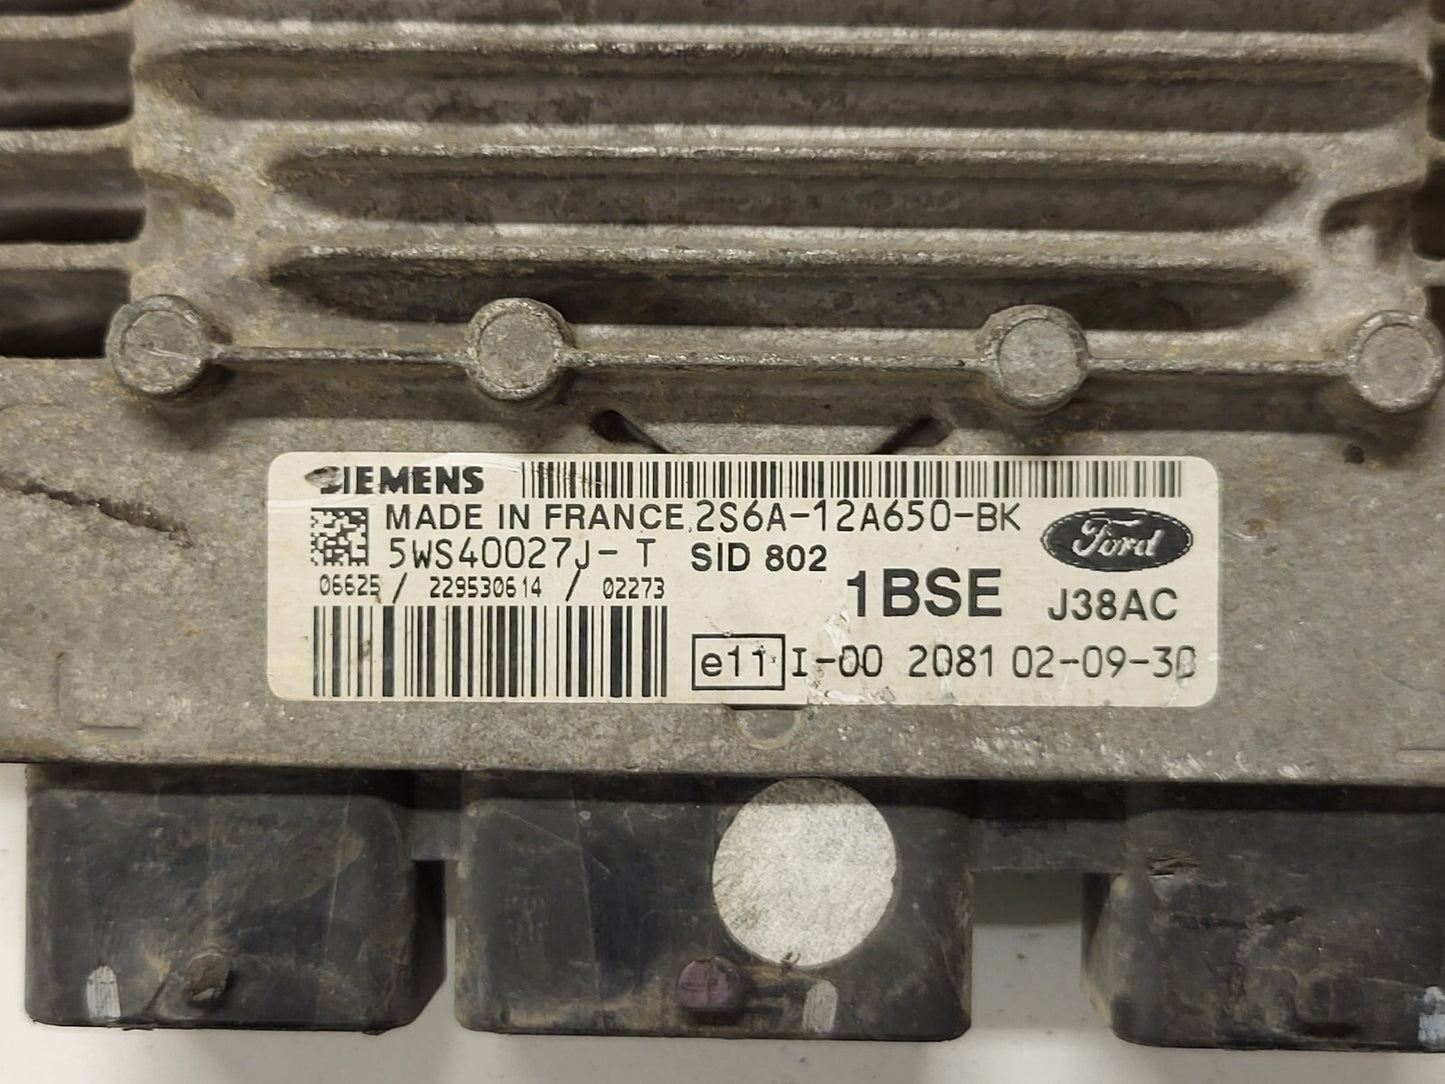 SIEMENS
MADE IN FRANCE 2S6A-12A650-BK
5WS40027J- T SID 802
Ford
06625 / 229530614 / 02273
1BSE J38AC
e11 I-00 2081 02-09-30